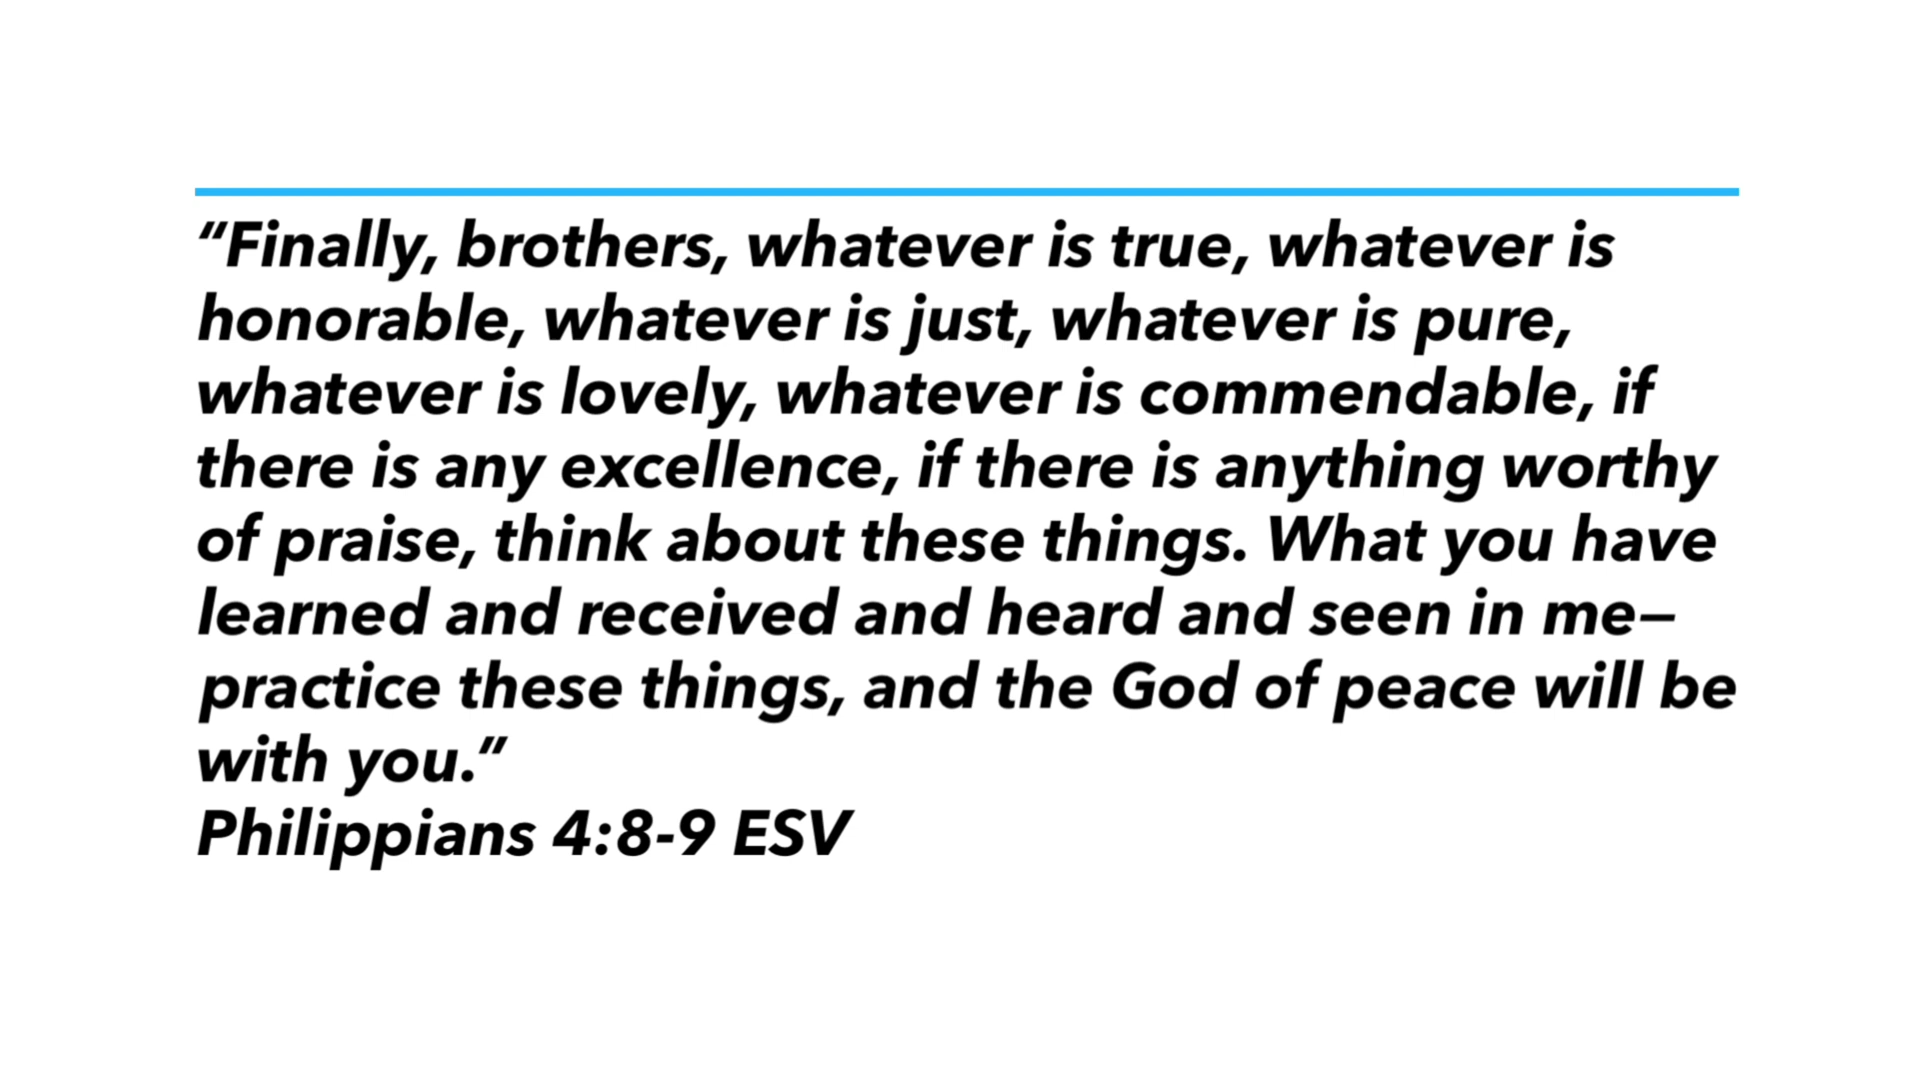 “Finally, brothers, whatever is true, whatever is
honorable, whatever is just, whatever is pure,
whatever is lovely, whatever is commendable, if
there is any excellence, if there is anything worthy
of praise, think about these things. What you have
learned and received and heard and seen in me—
practice these things, and the God of peace will be
with you.”
Philippians 4:8-9 ESV